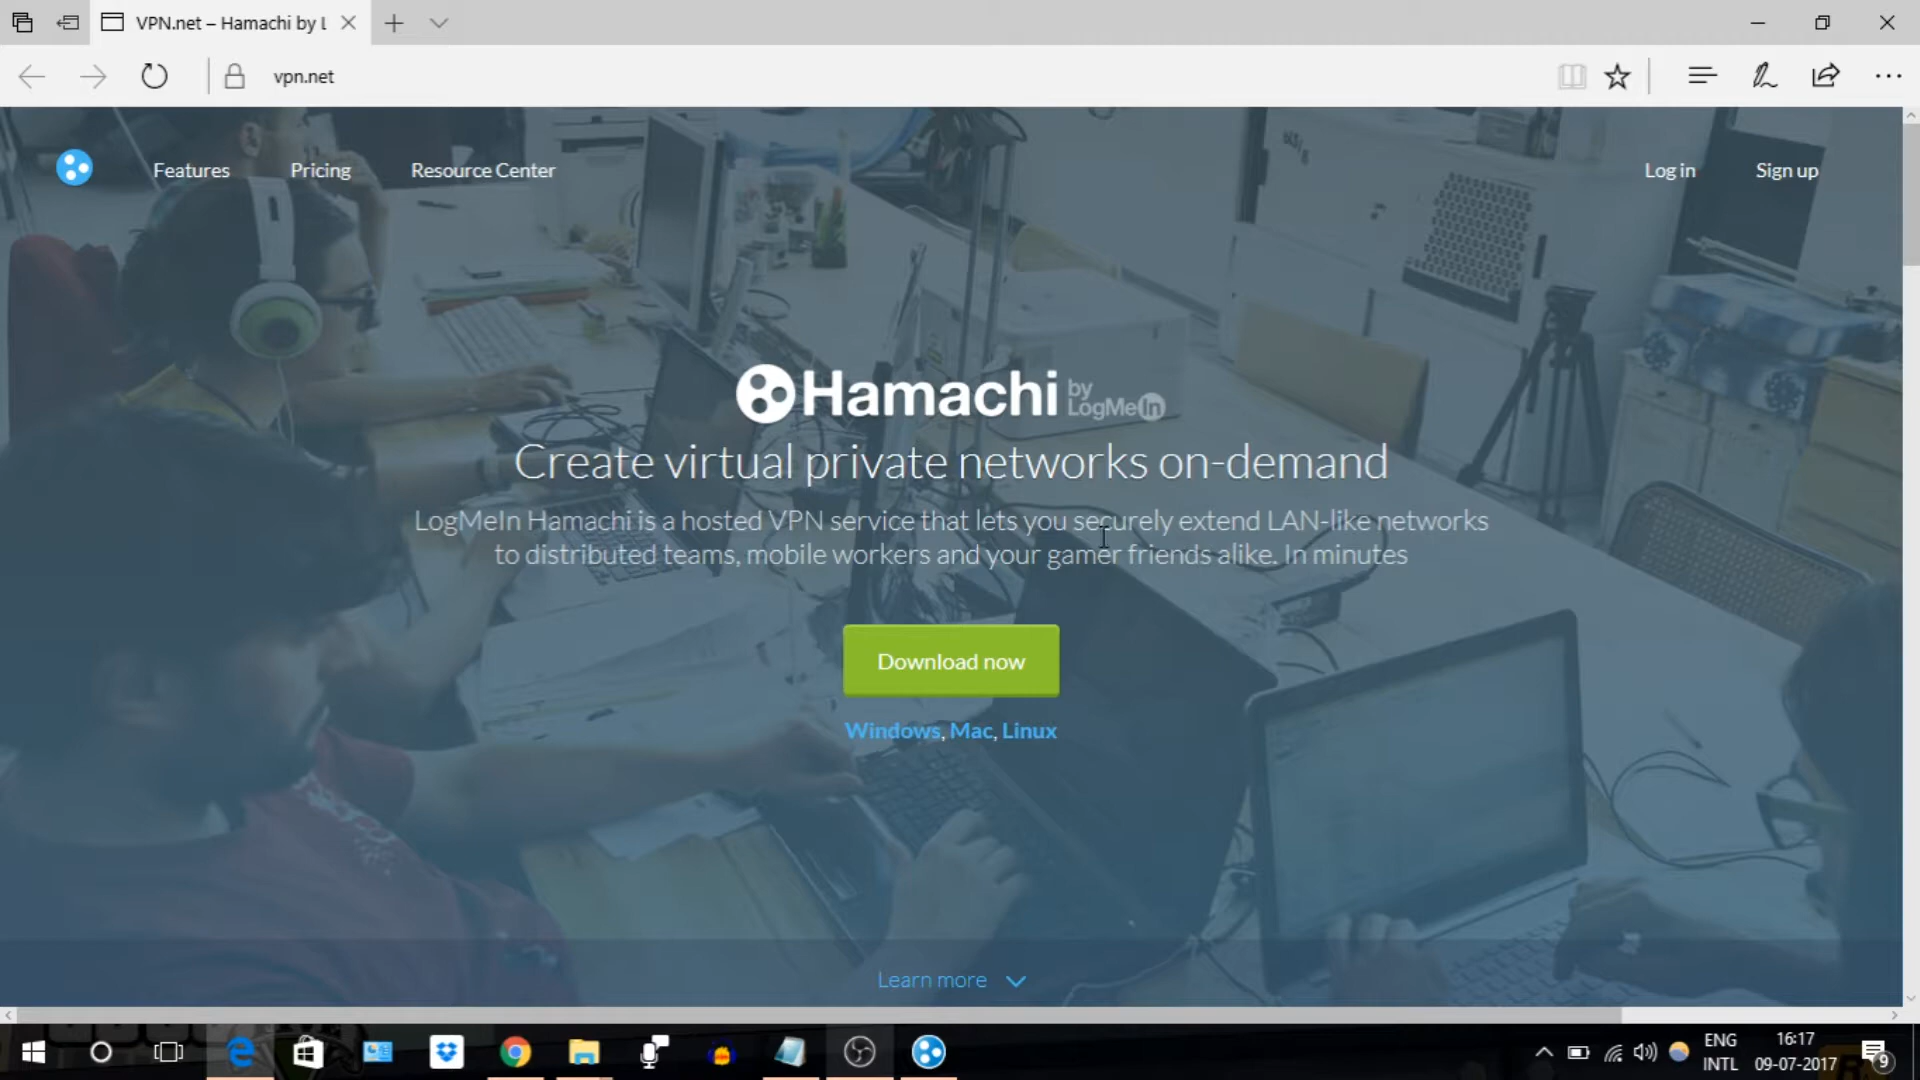 VPN.net – Hamachi by L
vpn.net
Features
Pricing
Resource Center
Log in
Sign up
Hamachi by LogMeIn
Create virtual private networks on-demand
LogMeIn Hamachi is a hosted VPN service that lets you securely extend LAN-like networks
to distributed teams, mobile workers and your gamer friends alike. In minutes
Download now
Windows, Mac, Linux
Learn more
ENG
INTL
16:17
09-07-2017
9